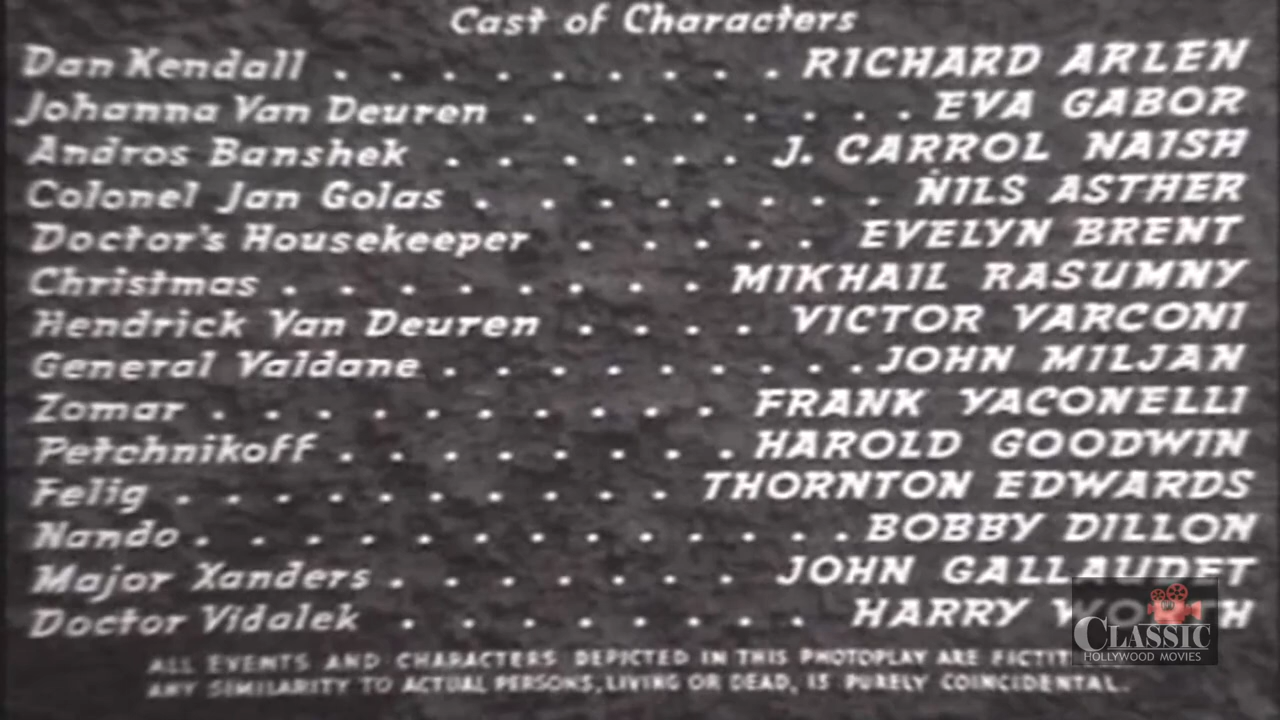 Cast of Characters
Dan Kendall . . . . . . . . . RICHARD ARLEN
Johanna Van Deuren . . . . . . . EVA GABOR
Andros Banshek . . . . . . J. CARROL NAISH
Colonel Jan Golas . . . . . . . NILS ASTHER
Doctor's Housekeeper . . . . . EVELYN BRENT
Christmas . . . . . . . . MIKHAIL RASUMNY
Hendrick Van Deuren . . . . VICTOR VARCONI
General Valdane . . . . . . . . JOHN MILJAN
Zomar . . . . . . . . . . FRANK YACONELLI
Petchnikoff . . . . . . . . HAROLD GOODWIN
Felig . . . . . . . . . THORNTON EDWARDS
Nando . . . . . . . . . . . . BOBBY DILLON
Major Xanders . . . . . . . JOHN GALLAUDET
Doctor Vidalek . . . . . . . . HARRY
ALL EVENTS AND CHARACTERS DEPICTED IN THIS PHOTOPLAY ARE
ANY SIMILARITY TO ACTUAL PERSONS, LIVING OR DEAD, IS PURELY COINCIDENTAL.
CLASSIC
HOLLYWOOD MOVIES